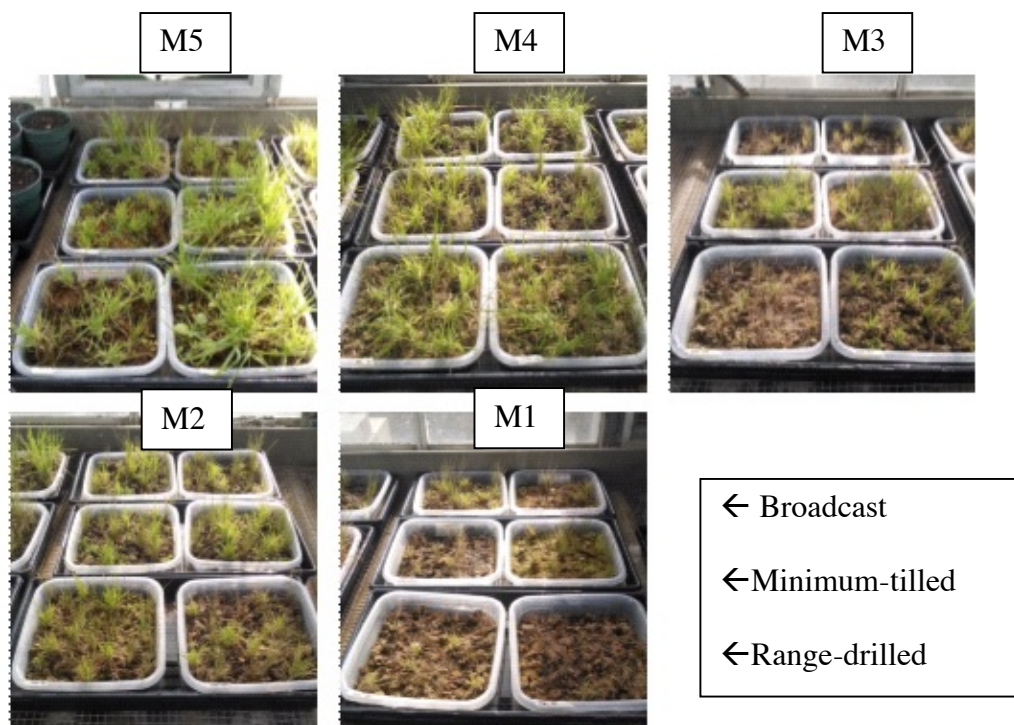 M5
M4
M3
M2
M1
← Broadcast
←Minimum-tilled
←Range-drilled